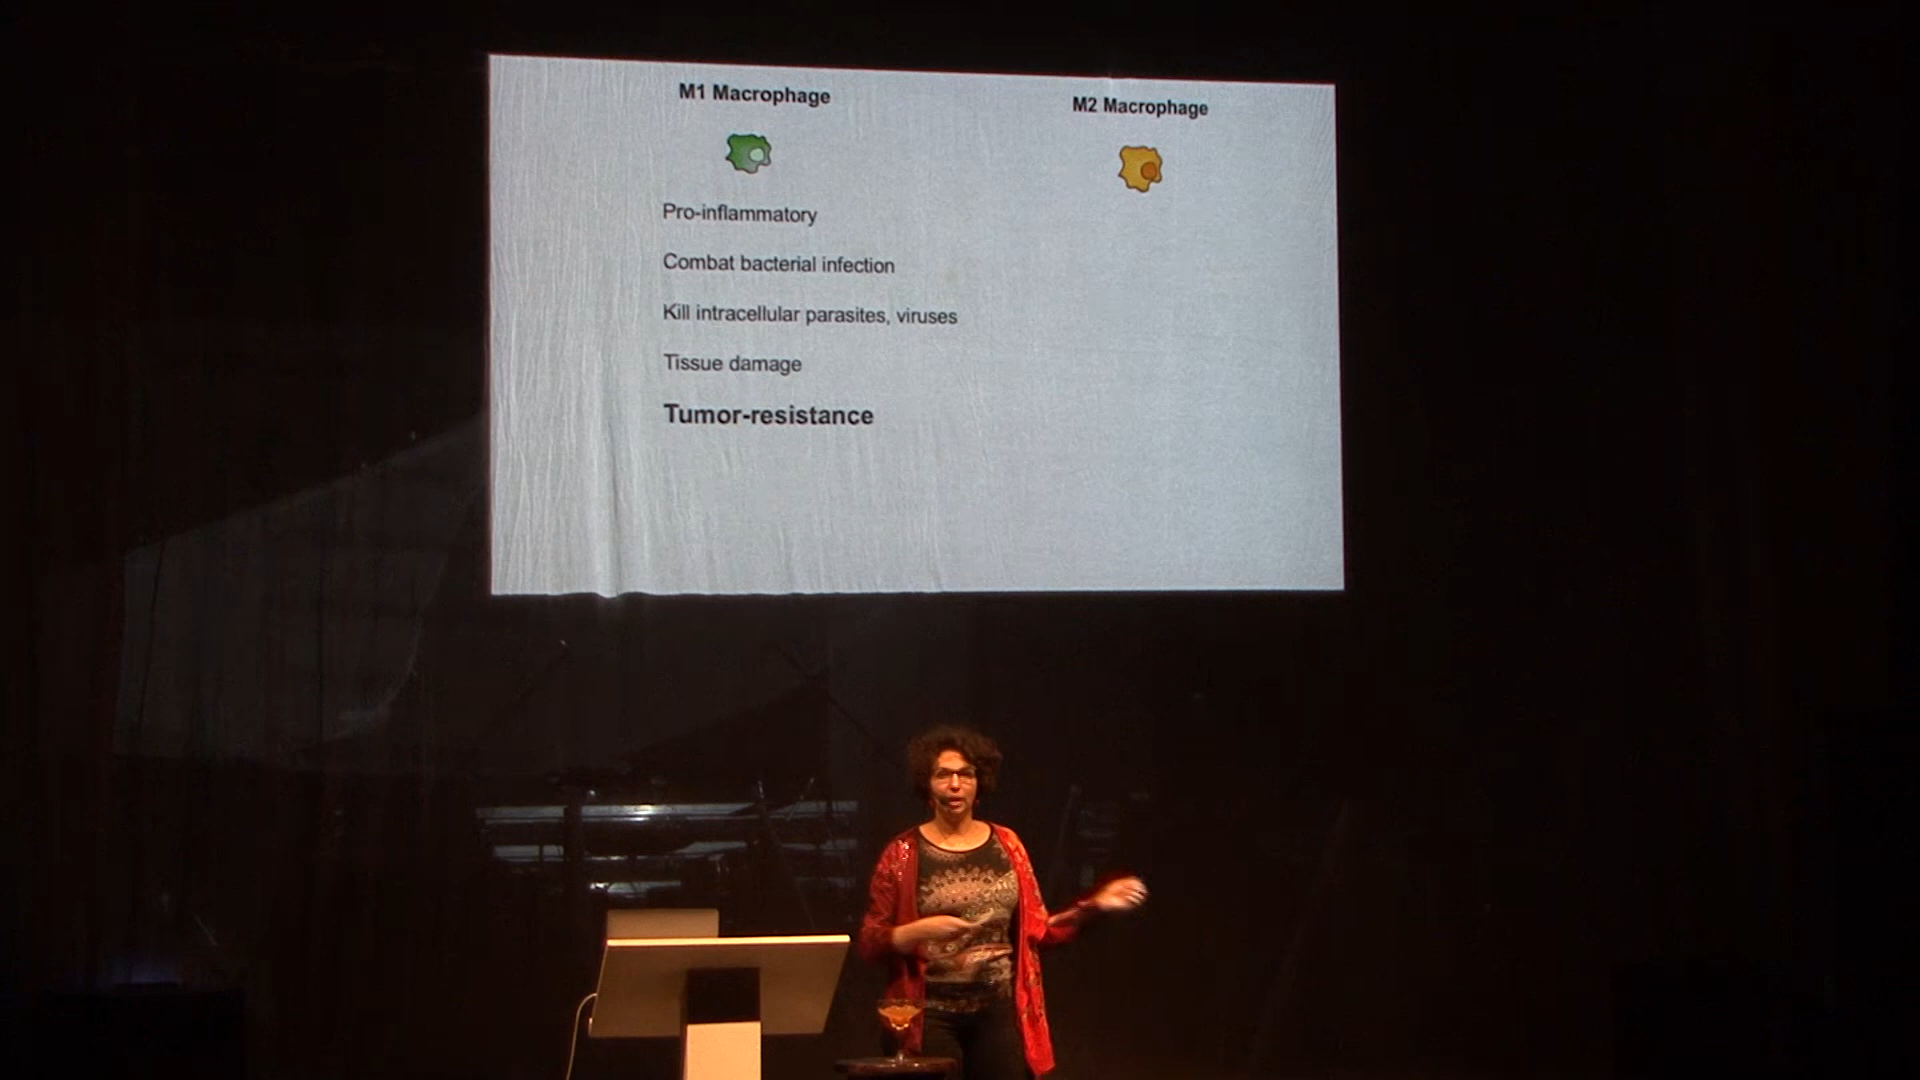 M1 Macrophage
M2 Macrophage
Pro-inflammatory
Combat bacterial infection
Kill intracellular parasites, viruses
Tissue damage
Tumor-resistance